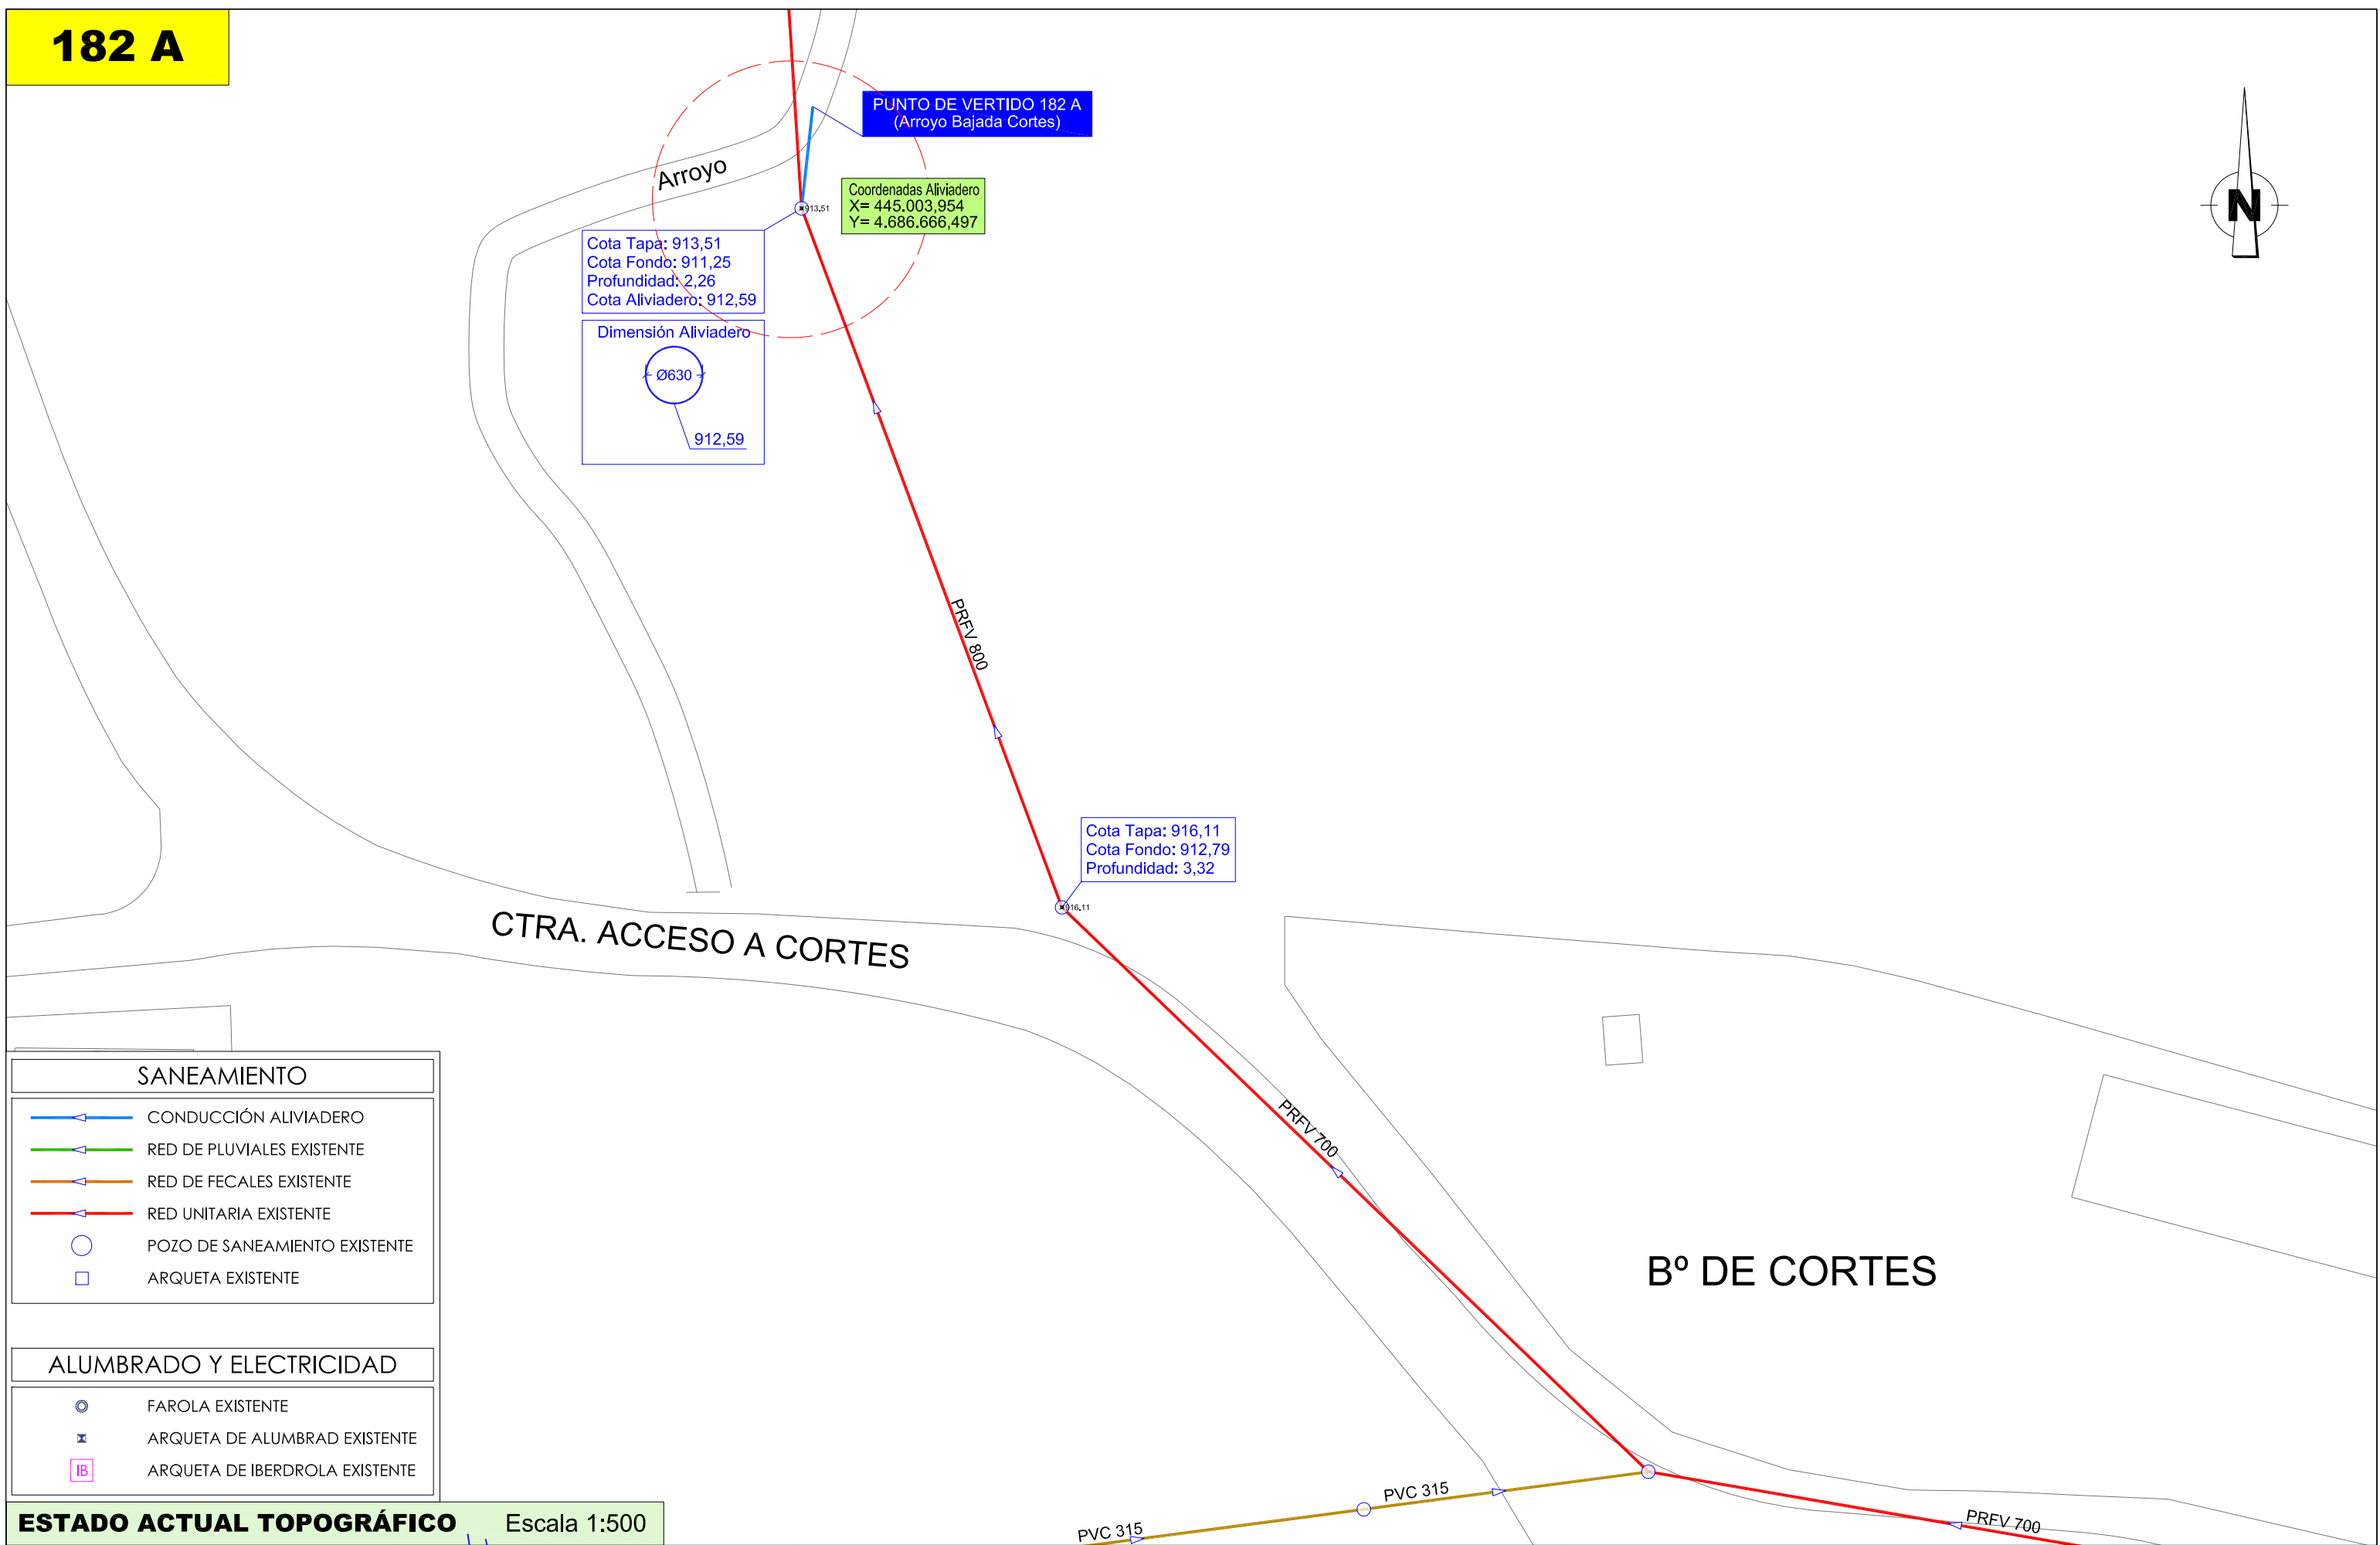 182 A
PUNTO DE VERTIDO 182 A
(Arroyo Bajada Cortes)
Arroyo
Coordenadas Aliviadero
X= 445.003,954
Y= 4.686.666,497
N
913.51
Cota Tapa: 913,51
Cota Fondo: 911,25
Profundidad: 2,26
Cota Aliviadero: 912,59
Dimensión Aliviadero
Ø630
912,59
PRFV 800
Cota Tapa: 916,11
Cota Fondo: 912,79
Profundidad: 3,32
916.11
CTRA. ACCESO A CORTES
PRFV 700
Bº DE CORTES
SANEAMIENTO
CONDUCCIÓN ALIVIADERO
RED DE PLUVIALES EXISTENTE
RED DE FECALES EXISTENTE
RED UNITARIA EXISTENTE
POZO DE SANEAMIENTO EXISTENTE
ARQUETA EXISTENTE
ALUMBRADO Y ELECTRICIDAD
FAROLA EXISTENTE
ARQUETA DE ALUMBRAD EXISTENTE
IB ARQUETA DE IBERDROLA EXISTENTE
PVC 315
PVC 315
PRFV 700
ESTADO ACTUAL TOPOGRÁFICO Escala 1:500